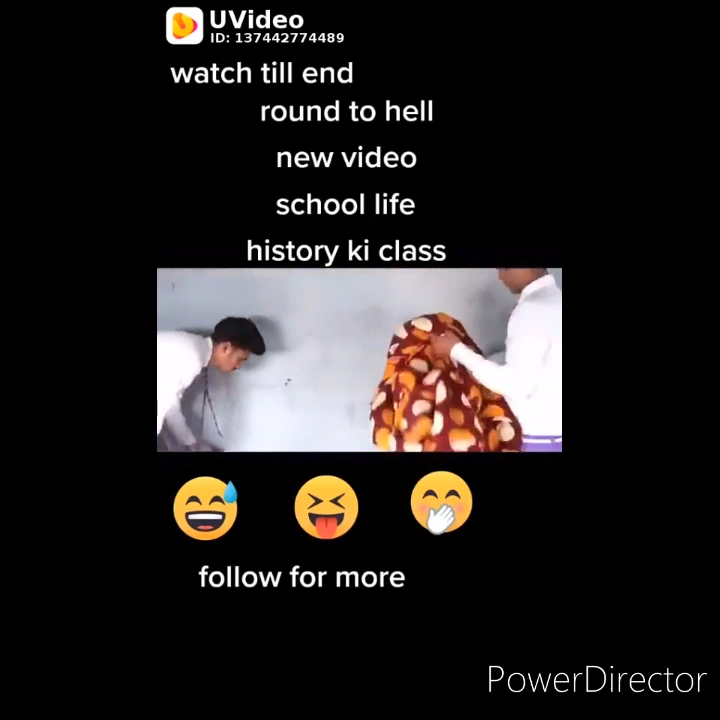 UVideo
ID: 137442774489
watch till end
round to hell
new video
school life
history ki class
follow for more
PowerDirector